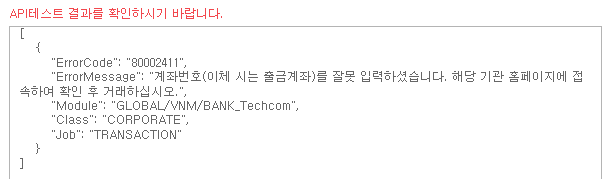 API테스트 결과를 확인하시기 바랍니다.
[
{
"ErrorCode": "80002411",
"ErrorMessage": "계좌번호(이체 시는 출금계좌)를 잘못 입력하셨습니다. 해당 기관 홈페이지에 접
속하여 확인 후 거래하십시오.",
"Module": "GLOBAL/VNM/BANK_Techcom",
"Class": "CORPORATE",
"Job": "TRANSACTION"
}
]